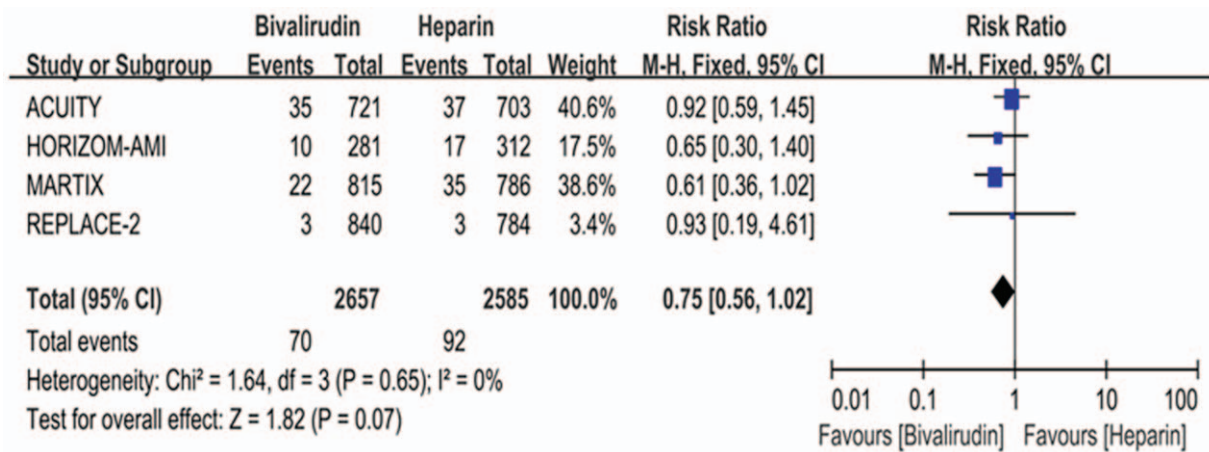 Bivalirudin Heparin Risk Ratio Risk Ratio
Study or Subgroup Events Total Events Total Weight M-H, Fixed, 95% CI M-H, Fixed, 95% CI
ACUITY 35 721 37 703 40.6% 0.92 [0.59, 1.45]
HORIZOM-AMI 10 281 17 312 17.5% 0.65 [0.30, 1.40]
MARTIX 22 815 35 786 38.6% 0.61 [0.36, 1.02]
REPLACE-2 3 840 3 784 3.4% 0.93 [0.19, 4.61]
Total (95% CI) 2657 2585 100.0% 0.75 [0.56, 1.02]
Total events 70 92
Heterogeneity: Chi² = 1.64, df = 3 (P = 0.65); I² = 0%
Test for overall effect: Z = 1.82 (P = 0.07)
0.01 0.1 1 10 100
Favours [Bivalirudin] Favours [Heparin]